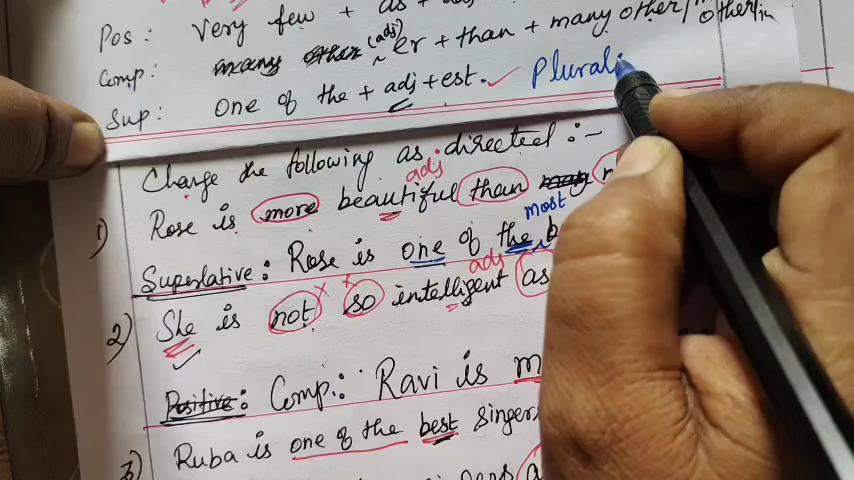 Pos: Very few + as + adj
Comp: many other (adj) er + than + many other/ other/in
Sup: One of the + adj + est. Plural
Change the following as directed :-
1) Rose is more beautiful adj than many
Superlative: Rose is one of the most b
2) She is not so intelligent adj as
Positive: Comp: Ravi is m
3) Ruba is one of the best singers